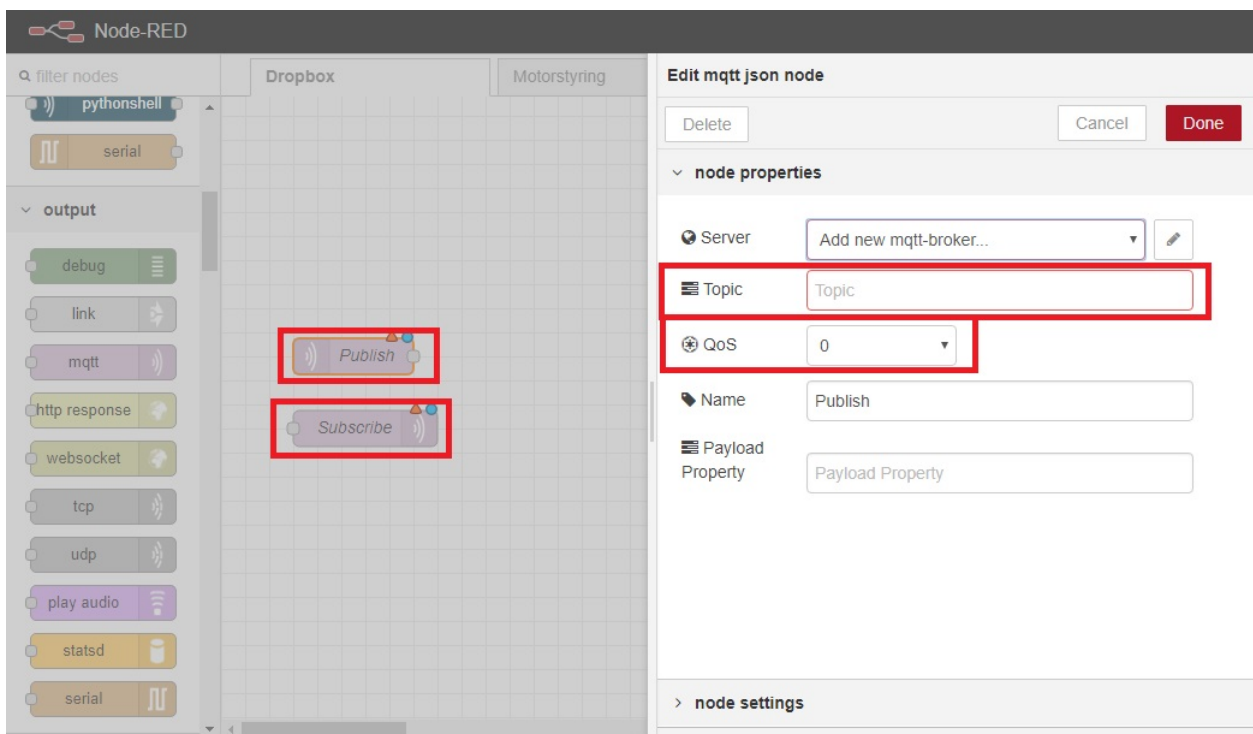 Node-RED
filter nodes
pythonshell
serial
output
debug
link
mqtt
http response
websocket
tcp
udp
play audio
statsd
serial
Dropbox
Motorstyring
Publish
Subscribe
Edit mqtt json node
Delete
Cancel
Done
node properties
Server
Add new mqtt-broker...
Topic
Topic
QoS
0
Name
Publish
Payload
Property
Payload Property
node settings